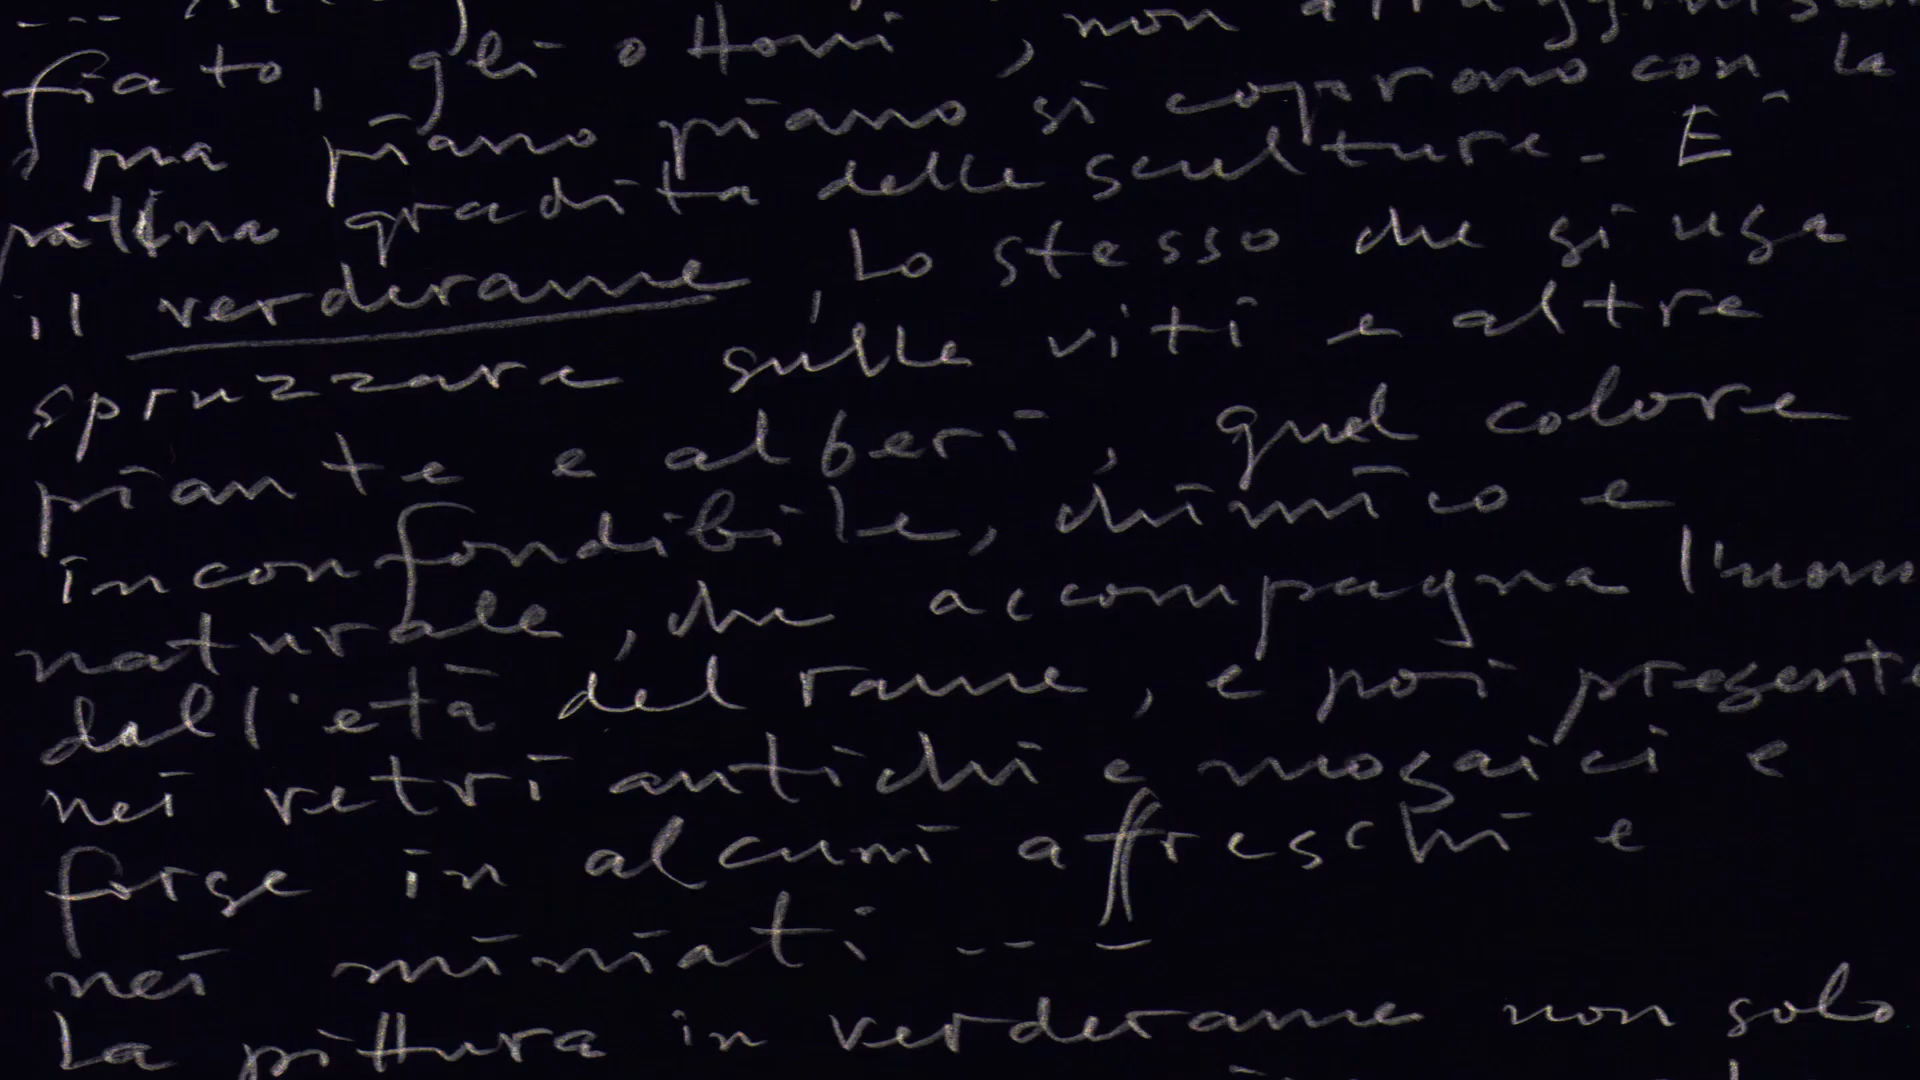 fiato, gli ottoni, non arrugginiscono
ma piano piano si coprono con la
patina gradita delle sculture. È
il verderame, lo stesso che si usa
spruzzare sulle viti e altre
piante e alberi, quel colore
inconfondibile, chimico e
naturale, che accompagna l'uomo
dall'età del rame, e poi presente
nei vetri antichi e mosaici e
forse in alcuni affreschi e
nei miniati ---
La pittura in verderame non solo